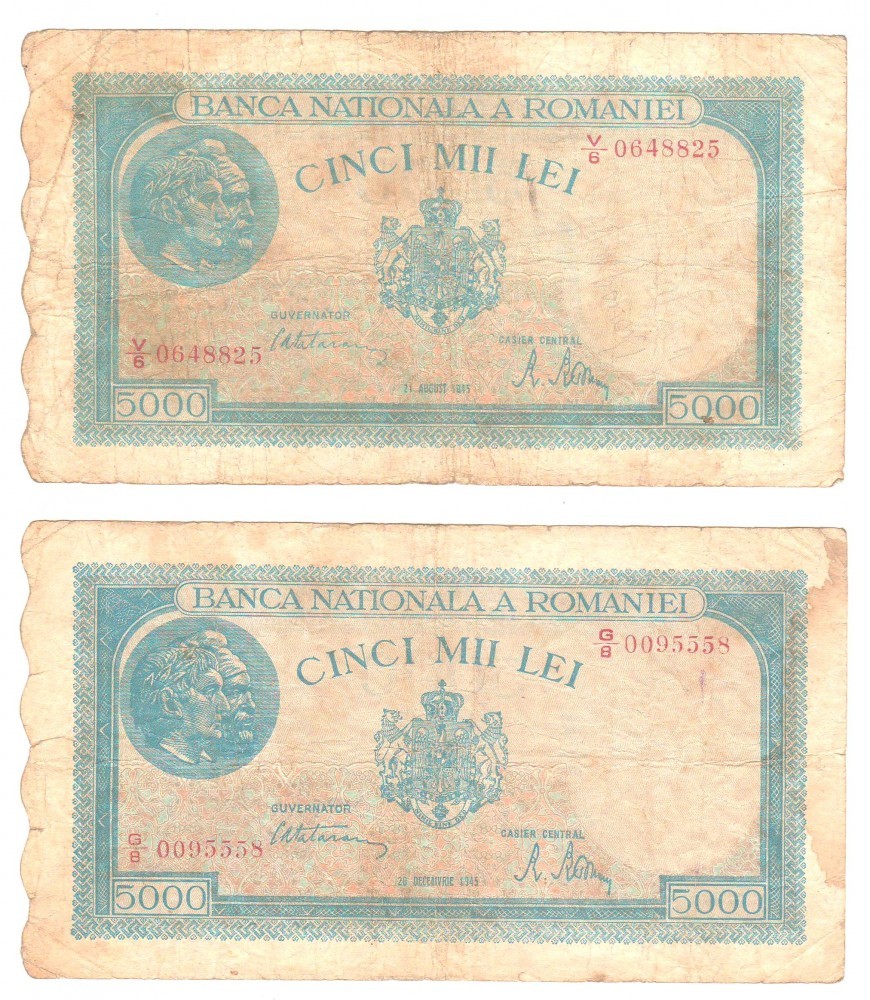 BANCA NATIONALA A ROMANIEI
V/6 0648825
CINCI MII LEI
GUVERNATOR
CASIER CENTRAL
V/6 0648825
21 AUGUST 1945
5000
5000
BANCA NATIONALA A ROMANIEI
G/8 0095558
CINCI MII LEI
GUVERNATOR
CASIER CENTRAL
G/8 0095558
20 DECEMVRIE 1945
5000
5000